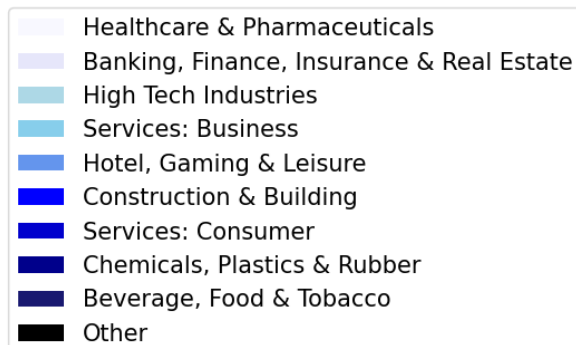 Healthcare & Pharmaceuticals
Banking, Finance, Insurance & Real Estate
High Tech Industries
Services: Business
Hotel, Gaming & Leisure
Construction & Building
Services: Consumer
Chemicals, Plastics & Rubber
Beverage, Food & Tobacco
Other